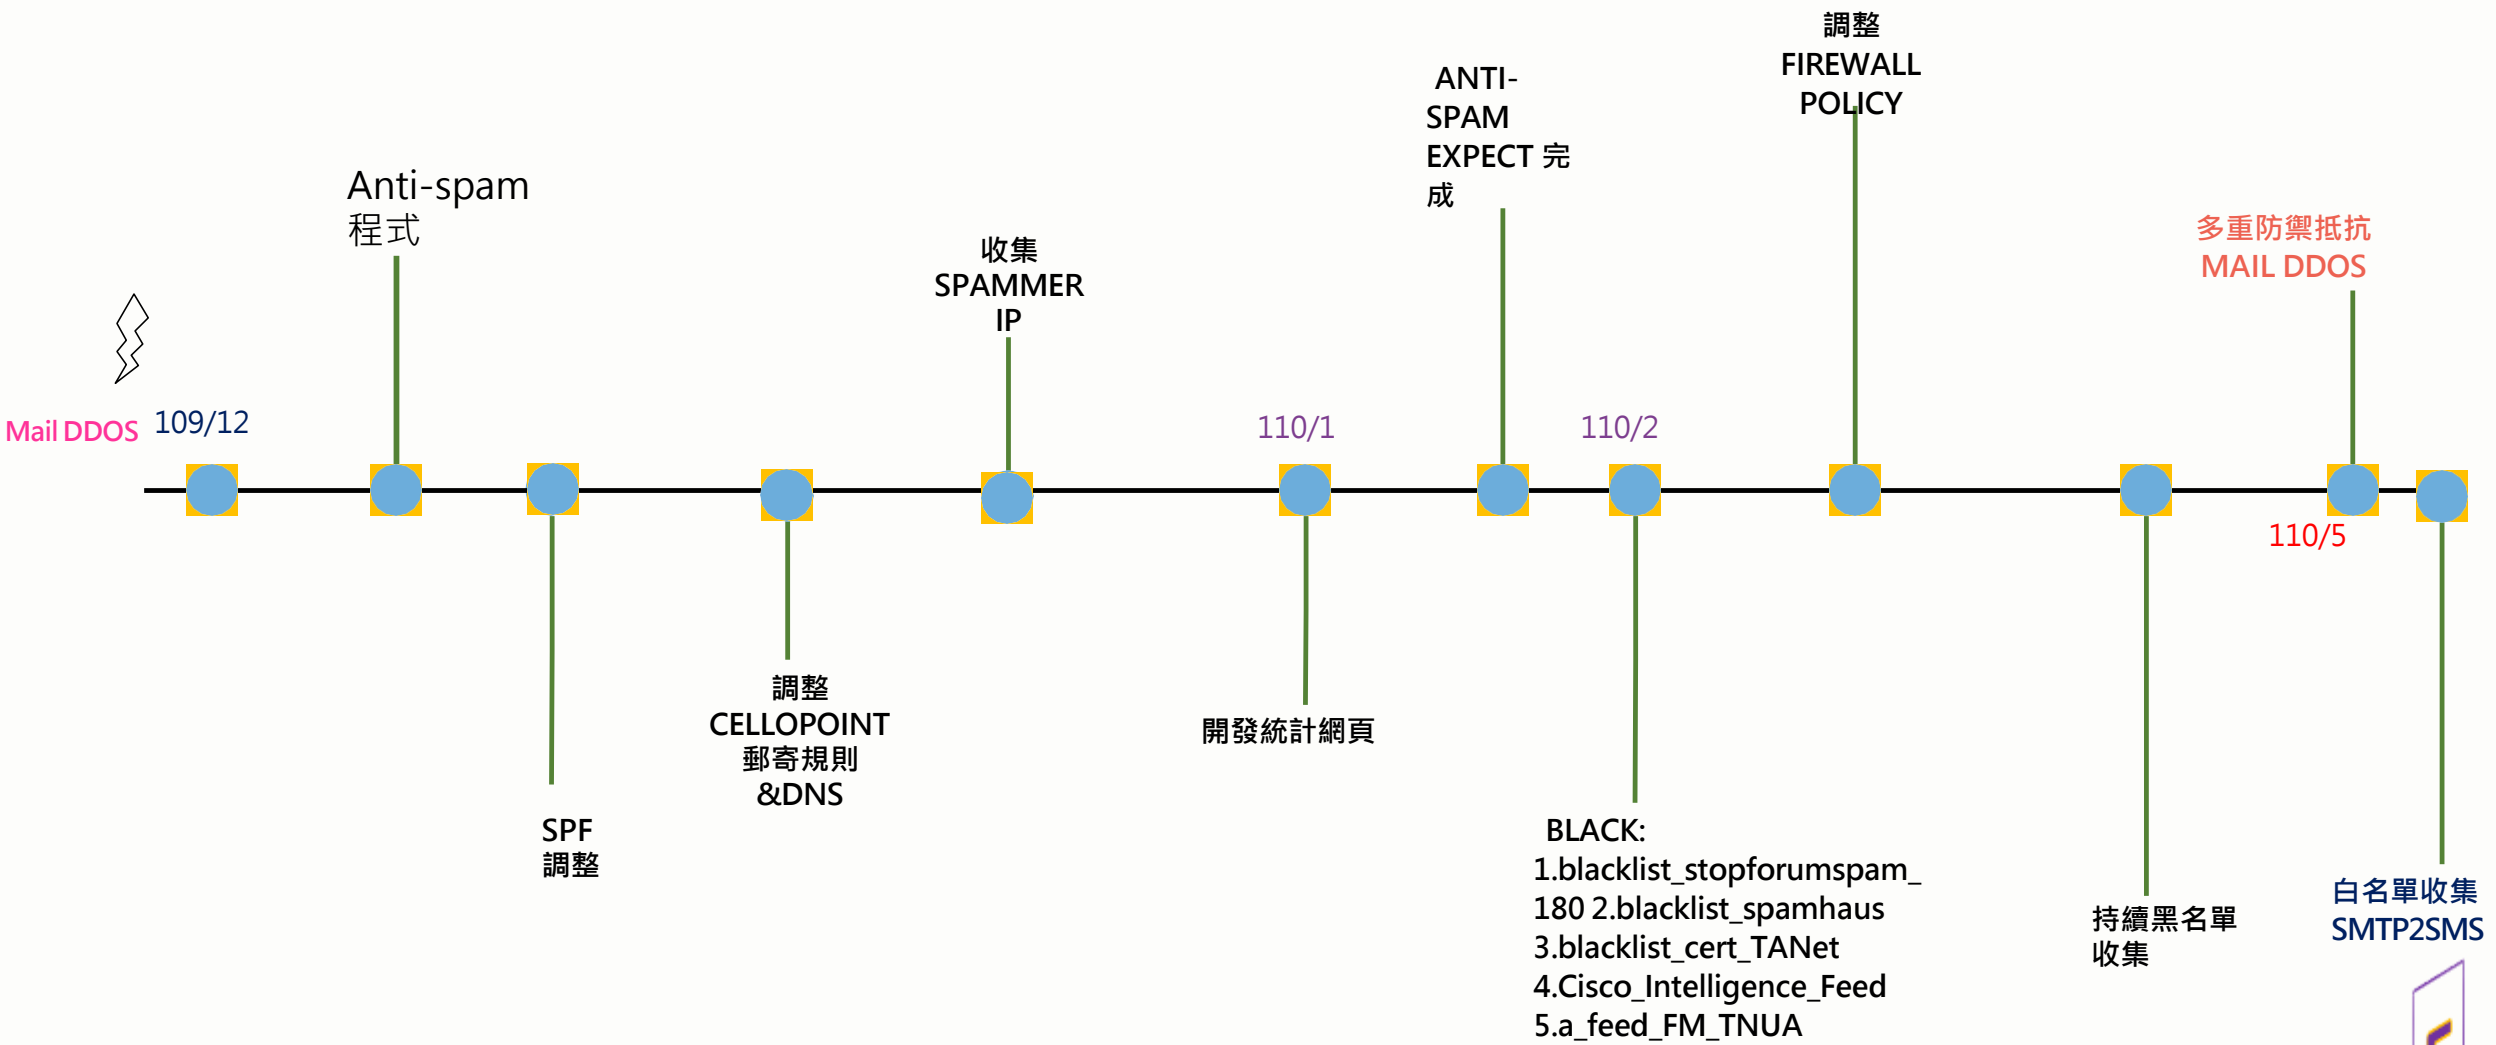 Mail DDOS
109/12
Anti-spam
程式
SPF
調整
調整
CELLOPOINT
郵寄規則
&DNS
收集
SPAMMER
IP
110/1
開發統計網頁
ANTI-
SPAM
EXPECT 完
成
110/2
BLACK:
1.blacklist_stopforumspam_
180 2.blacklist_spamhaus
3.blacklist_cert_TANet
4.Cisco_Intelligence_Feed
5.a_feed_FM_TNUA
調整
FIREWALL
POLICY
持續黑名單
收集
多重防禦抵抗
MAIL DDOS
110/5
白名單收集
SMTP2SMS